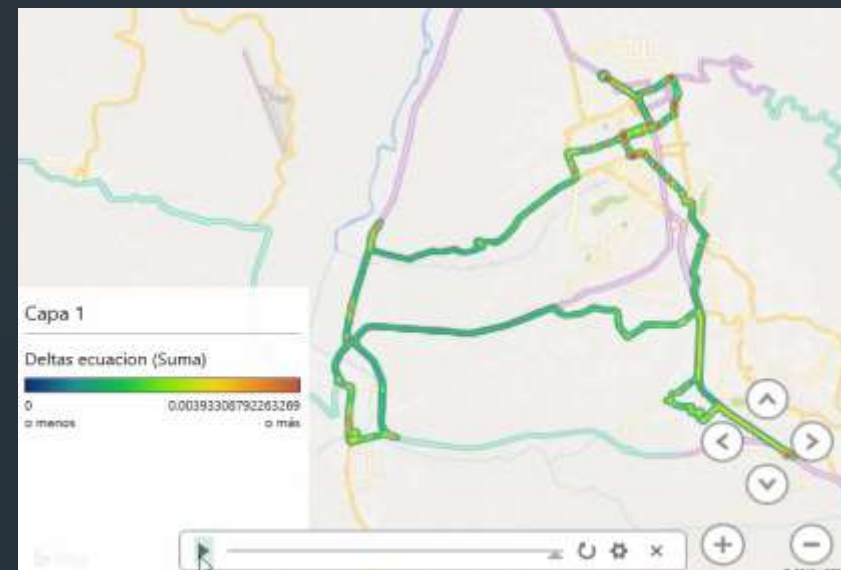 Capa 1
Deltas ecuacion (Suma)
0
o menos
0.00393308792263269
o más